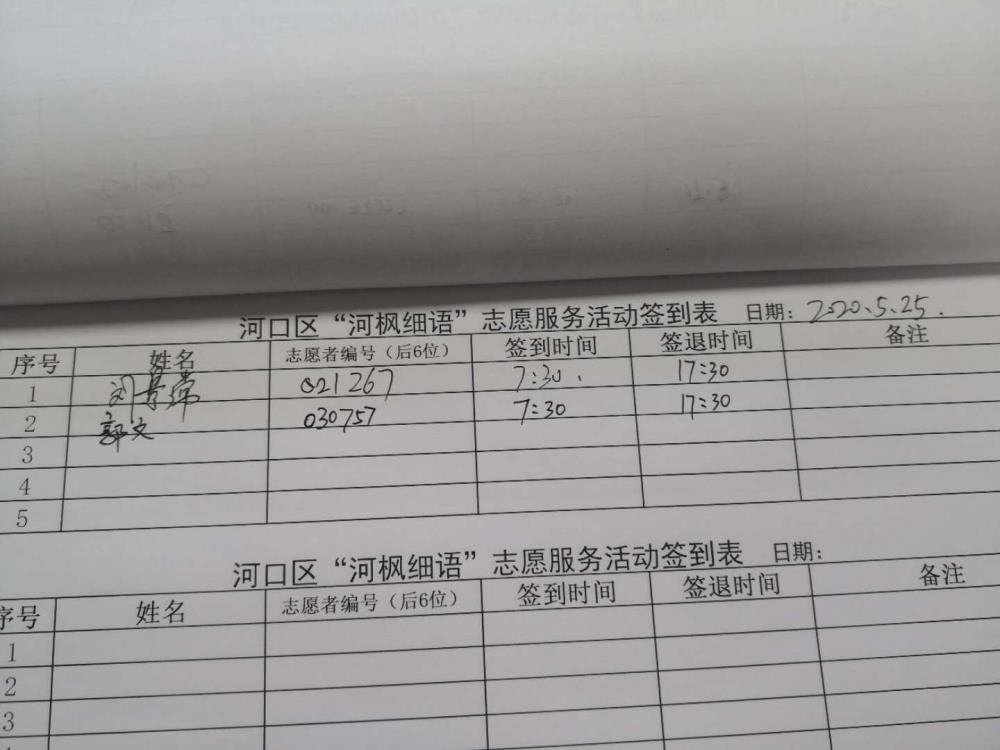 河口区“河枫细语”志愿服务活动签到表 日期：2020.5.25.
序号 姓名 志愿者编号（后6位） 签到时间 签退时间 备注
1 刘景 021267 7:30. 17:30
2 郭文 030757 7:30 17:30
3
4
5
河口区“河枫细语”志愿服务活动签到表 日期：
序号 姓名 志愿者编号（后6位） 签到时间 签退时间 备注
1
2
3